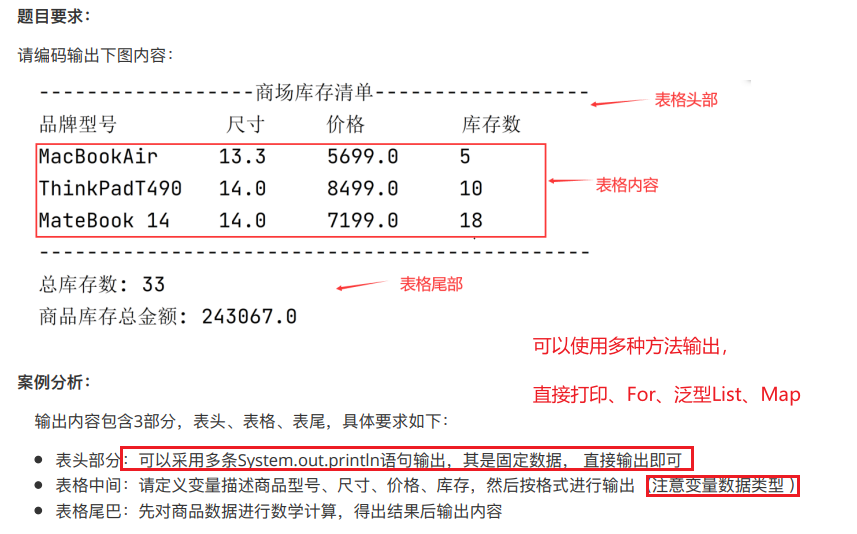 题目要求：
请编码输出下图内容：
------------------商场库存清单------------------
表格头部
品牌型号 尺寸 价格 库存数
MacBookAir 13.3 5699.0 5
ThinkPadT490 14.0 8499.0 10
表格内容
MateBook 14 14.0 7199.0 18
----------------------------------------------
总库存数: 33
表格尾部
商品库存总金额: 243067.0
可以使用多种方法输出，
直接打印、For、泛型List、Map
案例分析：
输出内容包含3部分，表头、表格、表尾，具体要求如下：
● 表头部分：可以采用多条System.out.println语句输出，其是固定数据， 直接输出即可
● 表格中间：请定义变量描述商品型号、尺寸、价格、库存，然后按格式进行输出 （注意变量数据类型 ）
● 表格尾巴：先对商品数据进行数学计算，得出结果后输出内容